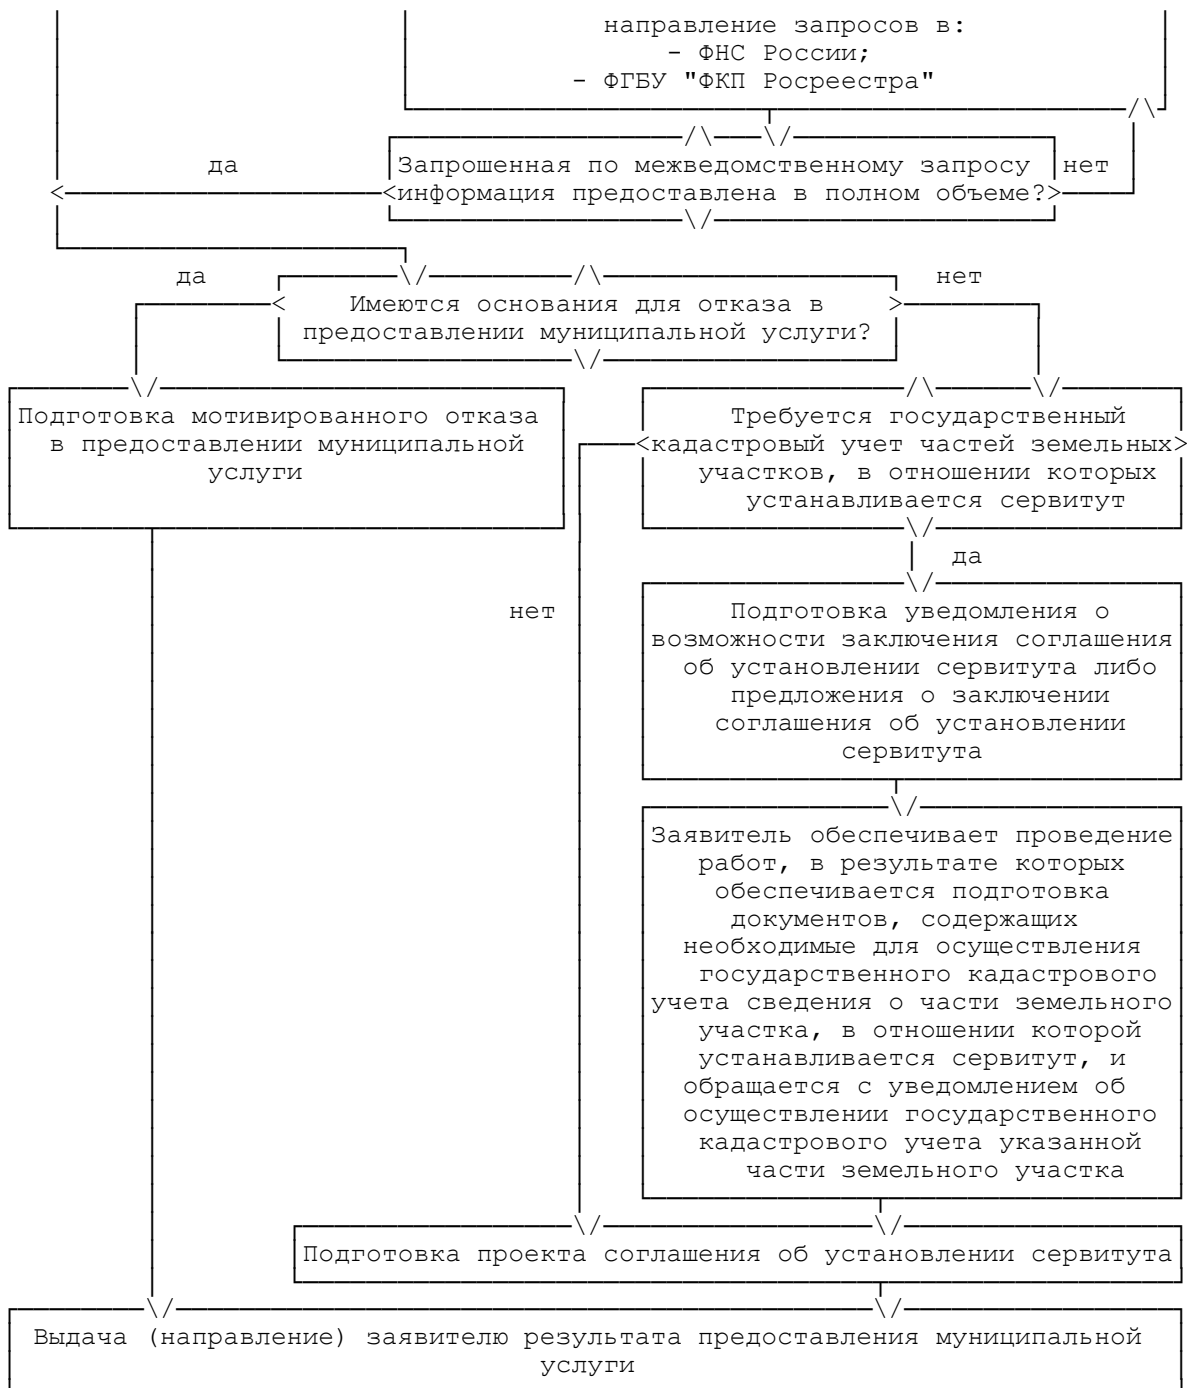 направление запросов в:
- ФНС России;
- ФГБУ "ФКП Росреестра"
да
Запрошенная по межведомственному запросу
нет
информация предоставлена в полном объеме?
да
нет
Имеются основания для отказа в
предоставлении муниципальной услуги?
Подготовка мотивированного отказа
в предоставлении муниципальной
услуги
Требуется государственный
кадастровый учет частей земельных
участков, в отношении которых
устанавливается сервитут
да
нет
Подготовка уведомления о
возможности заключения соглашения
об установлении сервитута либо
предложения о заключении
соглашения об установлении
сервитута
Заявитель обеспечивает проведение
работ, в результате которых
обеспечивается подготовка
документов, содержащих
необходимые для осуществления
государственного кадастрового
учета сведения о части земельного
участка, в отношении которой
устанавливается сервитут, и
обращается с уведомлением об
осуществлении государственного
кадастрового учета указанной
части земельного участка
Подготовка проекта соглашения об установлении сервитута
Выдача (направление) заявителю результата предоставления муниципальной
услуги